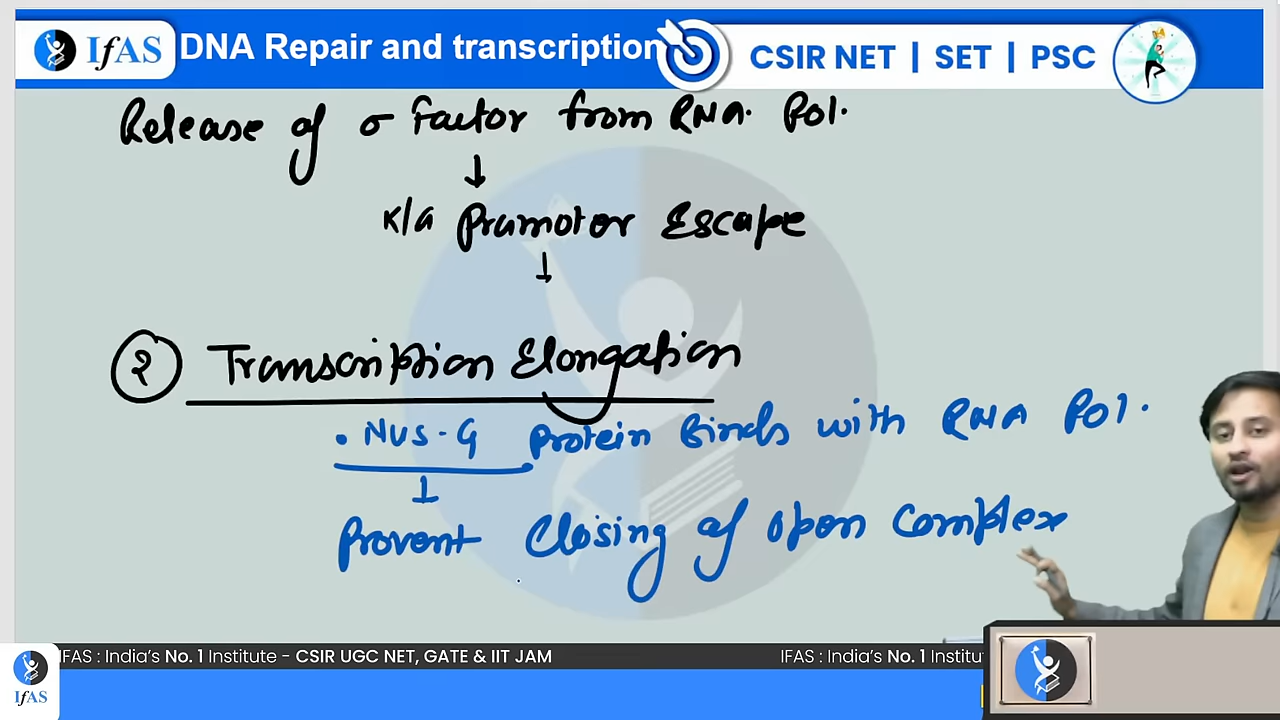 IfAS DNA Repair and transcription CSIR NET | SET | PSC
Release of σ Factor from RNA Pol.
↓
K/a Promotor Escape
↓
② Transcription Elongation
• NUS-G Protein Binds with RNA Pol.
↓
Prevent Closing of open complex
IFAS : India's No. 1 Institute - CSIR UGC NET, GATE & IIT JAM IFAS : India's No. 1 Institu
IfAS